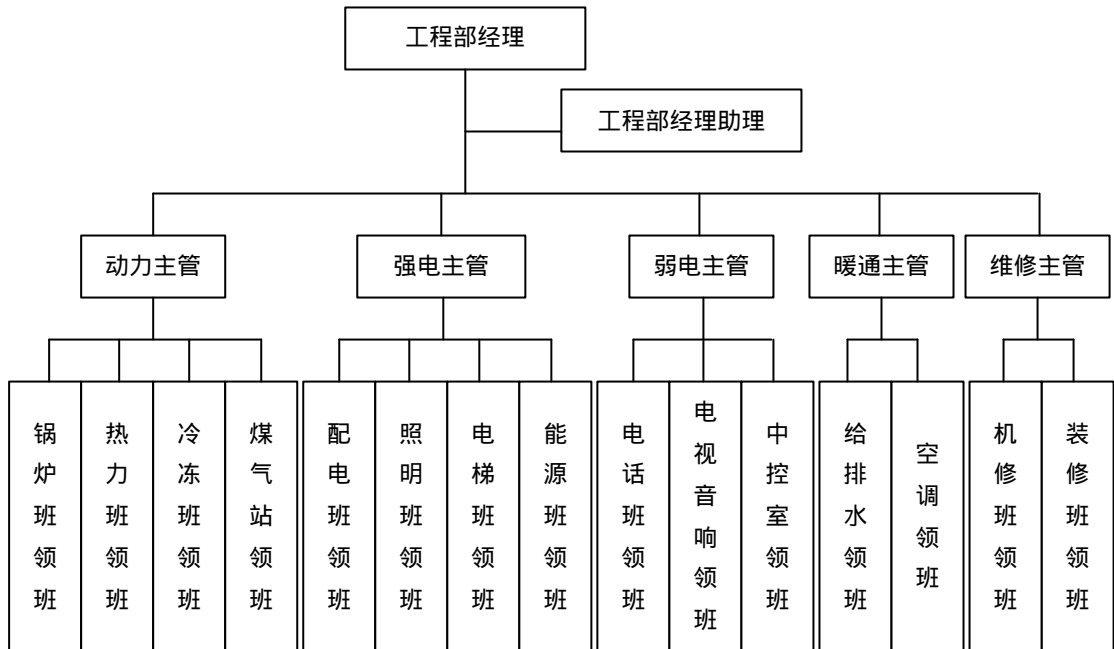 工程部经理
工程部经理助理
动力主管
强电主管
弱电主管
暖通主管
维修主管
锅炉班领班
热力班领班
冷冻班领班
煤气站领班
配电班领班
照明班领班
电梯班领班
能源班领班
电话班领班
电视音响领班
中控室领班
给排水领班
空调领班
机修班领班
装修班领班